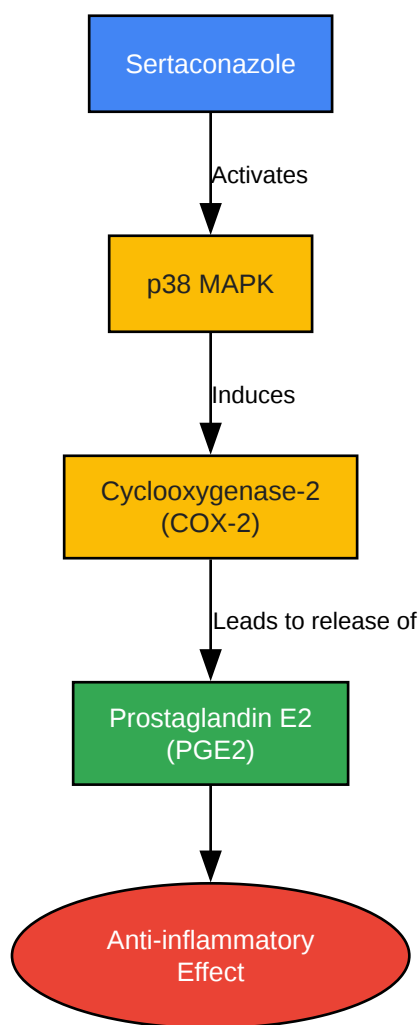 Sertaconazole
Activates
p38 MAPK
Induces
Cyclooxygenase-2
(COX-2)
Leads to release of
Prostaglandin E2
(PGE2)
Anti-inflammatory
Effect